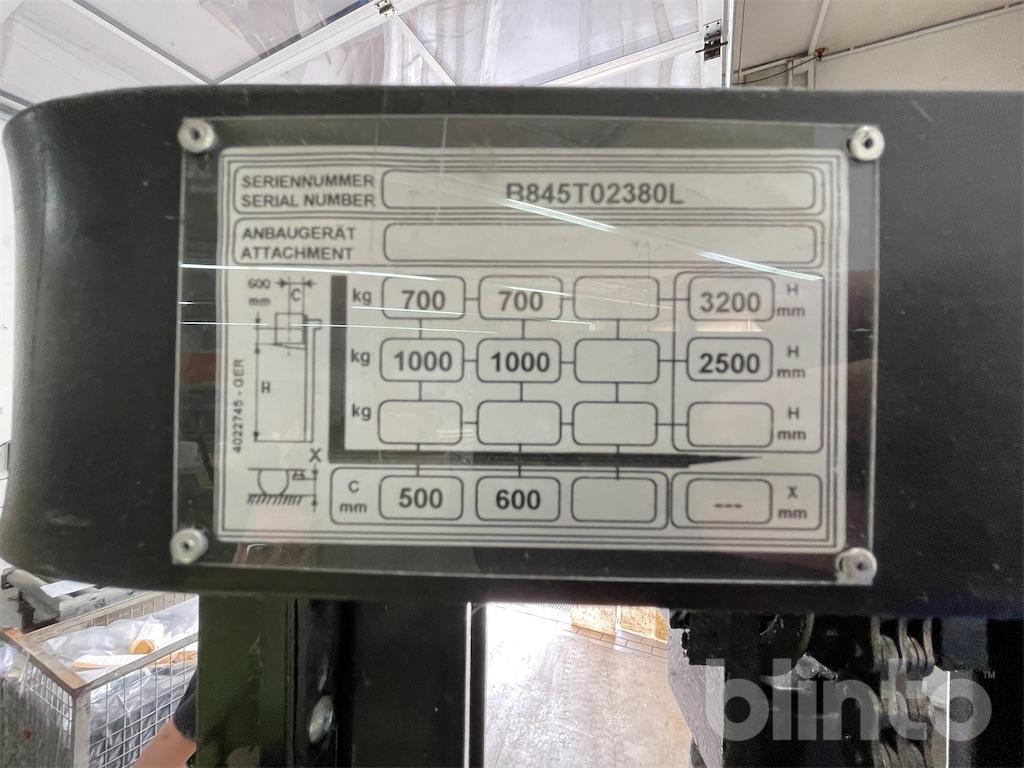 SERIENNUMMER
SERIAL NUMBER
B845T02380L
ANBAUGERÄT
ATTACHMENT
600 mm C
kg 700 700 3200 H mm
kg 1000 1000 2500 H mm
kg H mm
H
X
4022745 - GER
C mm 500 600 --- X mm
blinto™